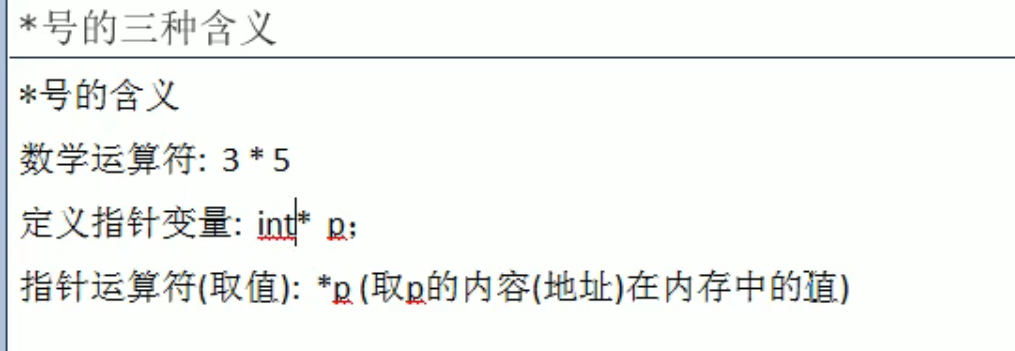 *号的三种含义
*号的含义
数学运算符: 3 * 5
定义指针变量: int* p;
指针运算符(取值): *p (取p的内容(地址)在内存中的值)